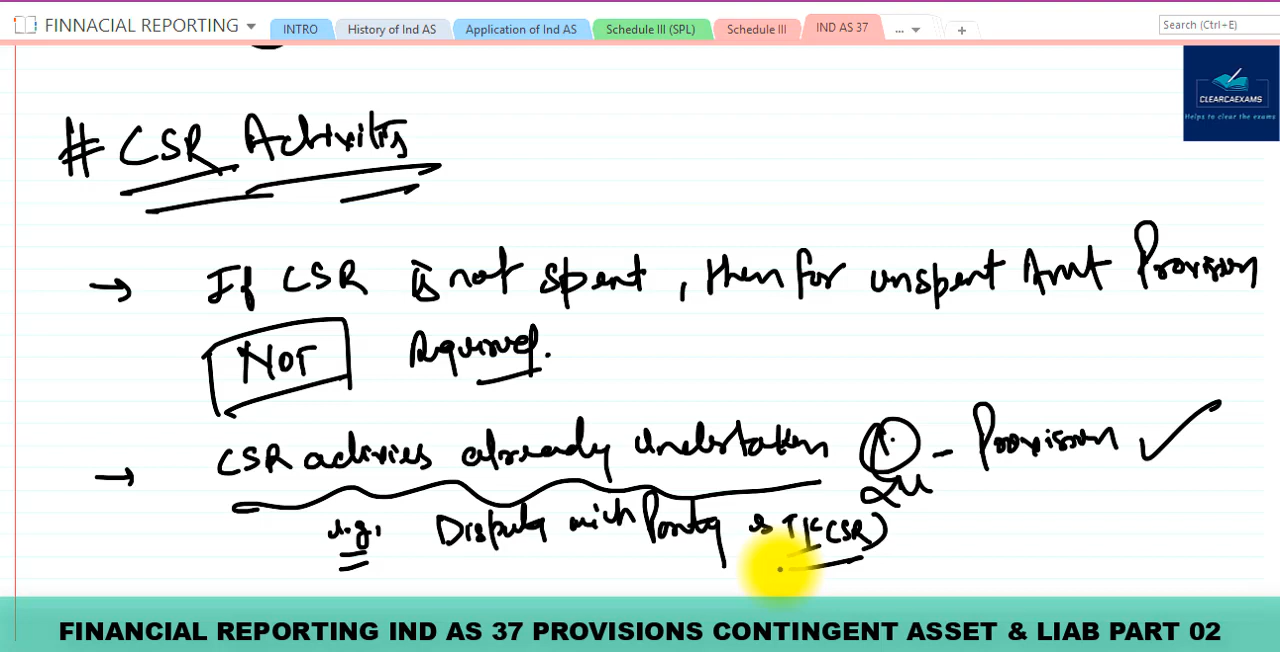 FINNACIAL REPORTING
INTRO
History of Ind AS
Application of Ind AS
Schedule III (SPL)
Schedule III
IND AS 37
...
Search (Ctrl+E)
CLEARCAEXAMS
Helps to clear the exams
# CSR Activities
→ If CSR is not spent, then for unspent Amt Provision
NOT Required.
→ CSR activies already undertaken - Provision ✓
e.g. Dispute with Party (CSR)
FINANCIAL REPORTING IND AS 37 PROVISIONS CONTINGENT ASSET & LIAB PART 02